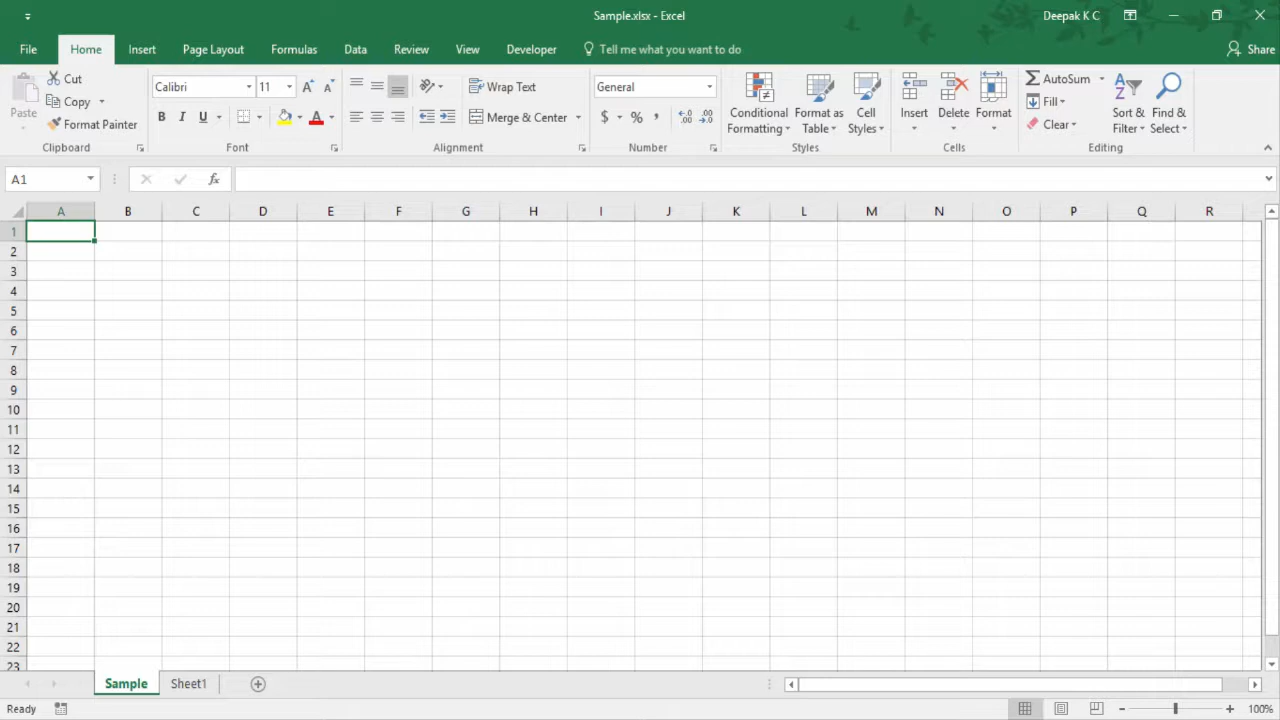 Sample.xlsx - Excel
Deepak K C
File Home Insert Page Layout Formulas Data Review View Developer Tell me what you want to do Share
Paste
Cut
Copy
Format Painter
Clipboard
Calibri 11
B I U
Font
Wrap Text
Merge & Center
Alignment
General
$ % ,
Number
Conditional Formatting
Format as Table
Cell Styles
Styles
Insert
Delete
Format
Cells
AutoSum
Fill
Clear
Sort & Filter
Find & Select
Editing
A1 fx
A B C D E F G H I J K L M N O P Q R
1
2
3
4
5
6
7
8
9
10
11
12
13
14
15
16
17
18
19
20
21
22
23
Sample Sheet1
Ready 100%